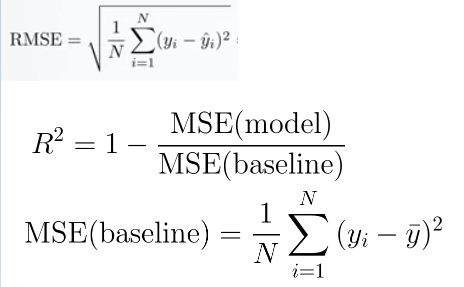 RMSE = √(1/N ∑_{i=1}^{N} (y_i − ŷ_i)²)
R² = 1 − MSE(model)/MSE(baseline)
MSE(baseline) = 1/N ∑_{i=1}^{N} (y_i − ȳ)²